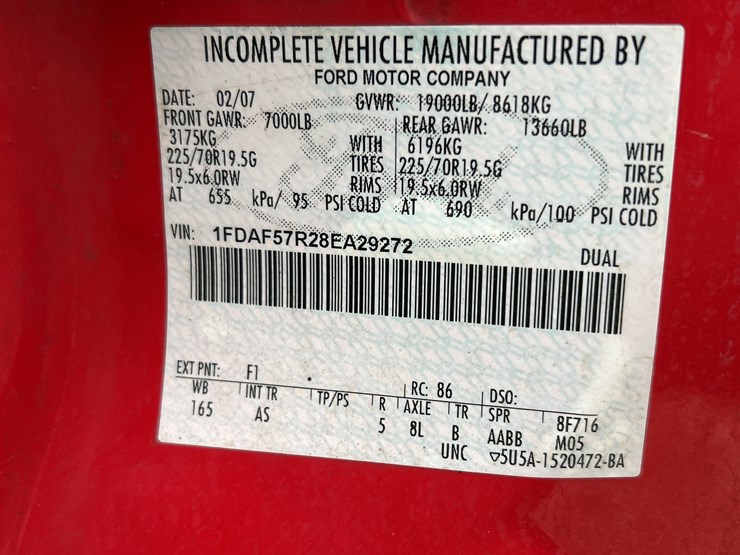 INCOMPLETE VEHICLE MANUFACTURED BY
FORD MOTOR COMPANY
DATE: 02/07 GVWR: 19000LB/ 8618KG
FRONT GAWR: 7000LB REAR GAWR: 13660LB
3175KG WITH 6196KG WITH
225/70R19.5G TIRES 225/70R19.5G TIRES
19.5x6.0RW RIMS 19.5x6.0RW RIMS
AT 655 kPa/ 95 PSI COLD AT 690 kPa/100 PSI COLD
VIN: 1FDAF57R28EA29272 DUAL
EXT PNT: F1 RC: 86 DSO:
WB INT TR TP/PS R AXLE TR SPR 8F716
165 AS 5 8L B AABB M05
UNC ▽5U5A-1520472-BA